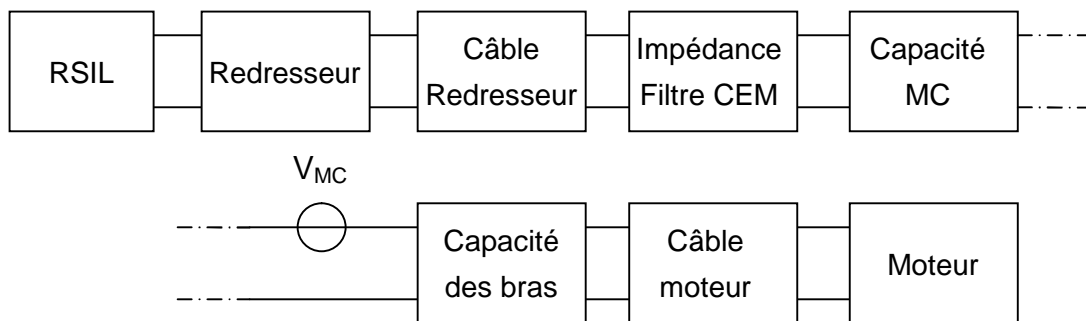 RSIL
Redresseur
Câble
Redresseur
Impédance
Filtre CEM
Capacité
MC
VMC
Capacité
des bras
Câble
moteur
Moteur